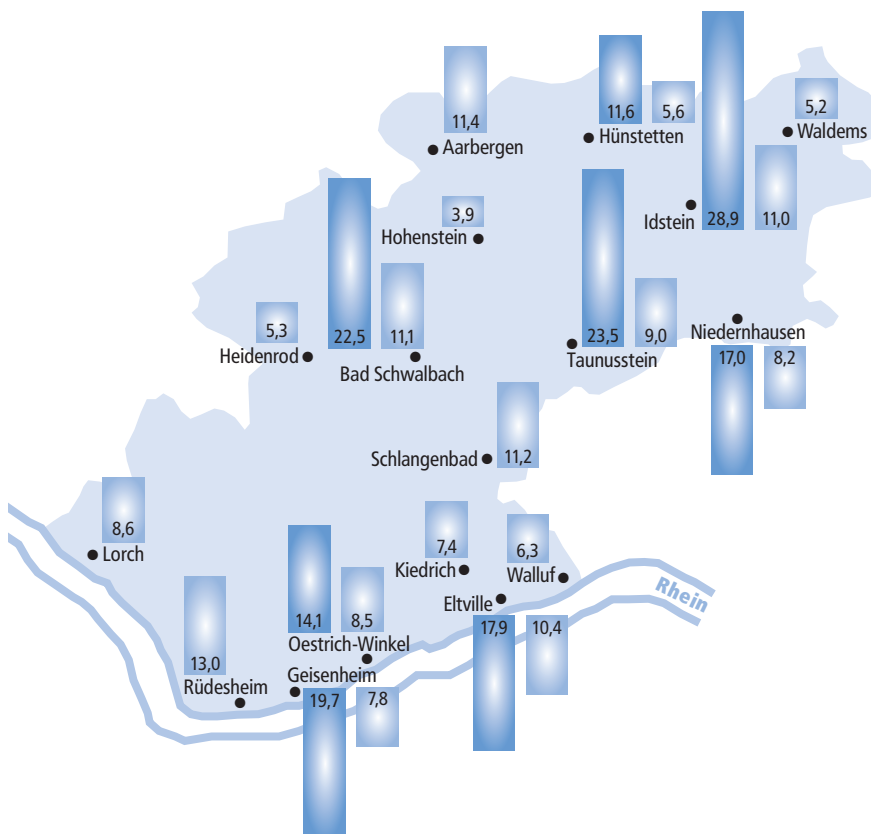 11,4
Aarbergen
11,6
5,6
Hünstetten
5,2
Waldems
3,9
Hohenstein
Idstein
28,9
11,0
5,3
Heidenrod
22,5
11,1
Bad Schwalbach
23,5
9,0
Taunusstein
Niedernhausen
17,0
8,2
Schlangenbad
11,2
8,6
Lorch
7,4
Kiedrich
6,3
Walluf
Eltville
17,9
10,4
Rhein
14,1
8,5
Oestrich-Winkel
13,0
Rüdesheim
Geisenheim
19,7
7,8